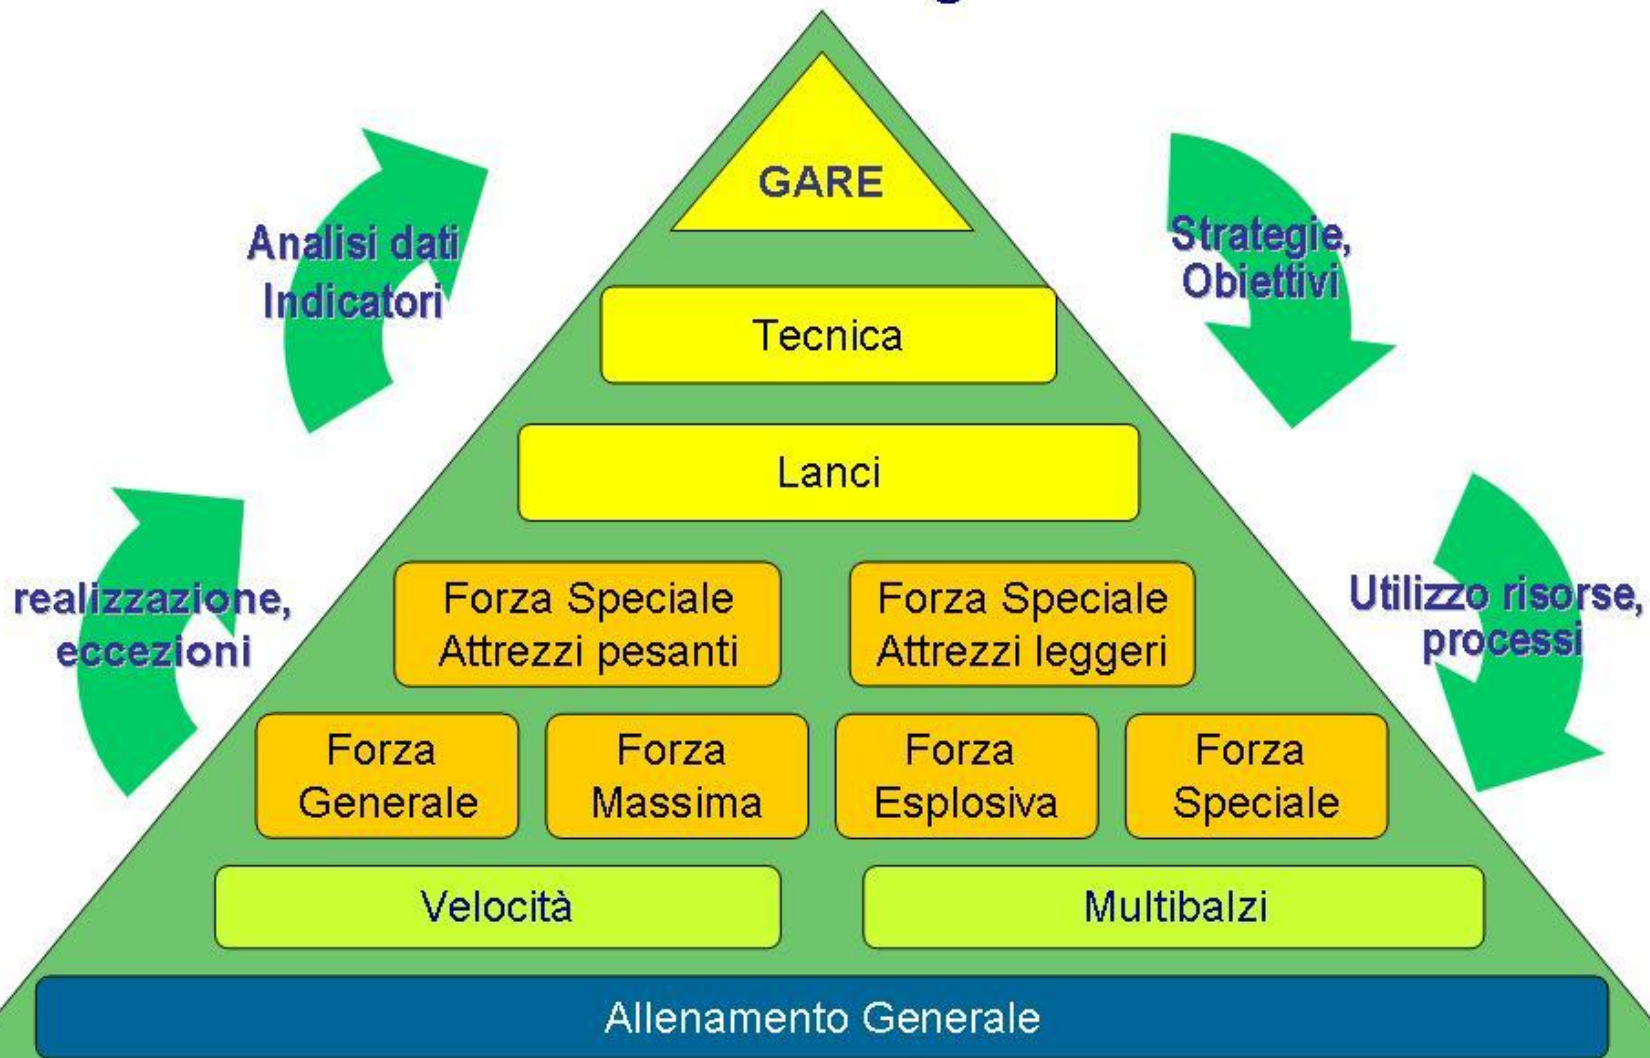 GARE
Analisi dati
Indicatori
Strategie,
Obiettivi
Tecnica
Lanci
realizzazione,
eccezioni
Forza Speciale
Attrezzi pesanti
Forza Speciale
Attrezzi leggeri
Utilizzo risorse,
processi
Forza
Generale
Forza
Massima
Forza
Esplosiva
Forza
Speciale
Velocità
Multibalzi
Allenamento Generale